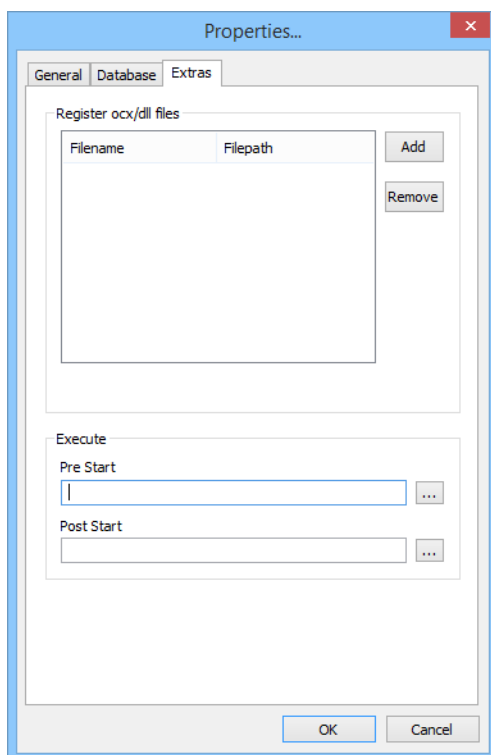 Properties...
General Database Extras
Register ocx/dll files
Filename Filepath Add
Remove
Execute
Pre Start
...
Post Start
...
OK Cancel